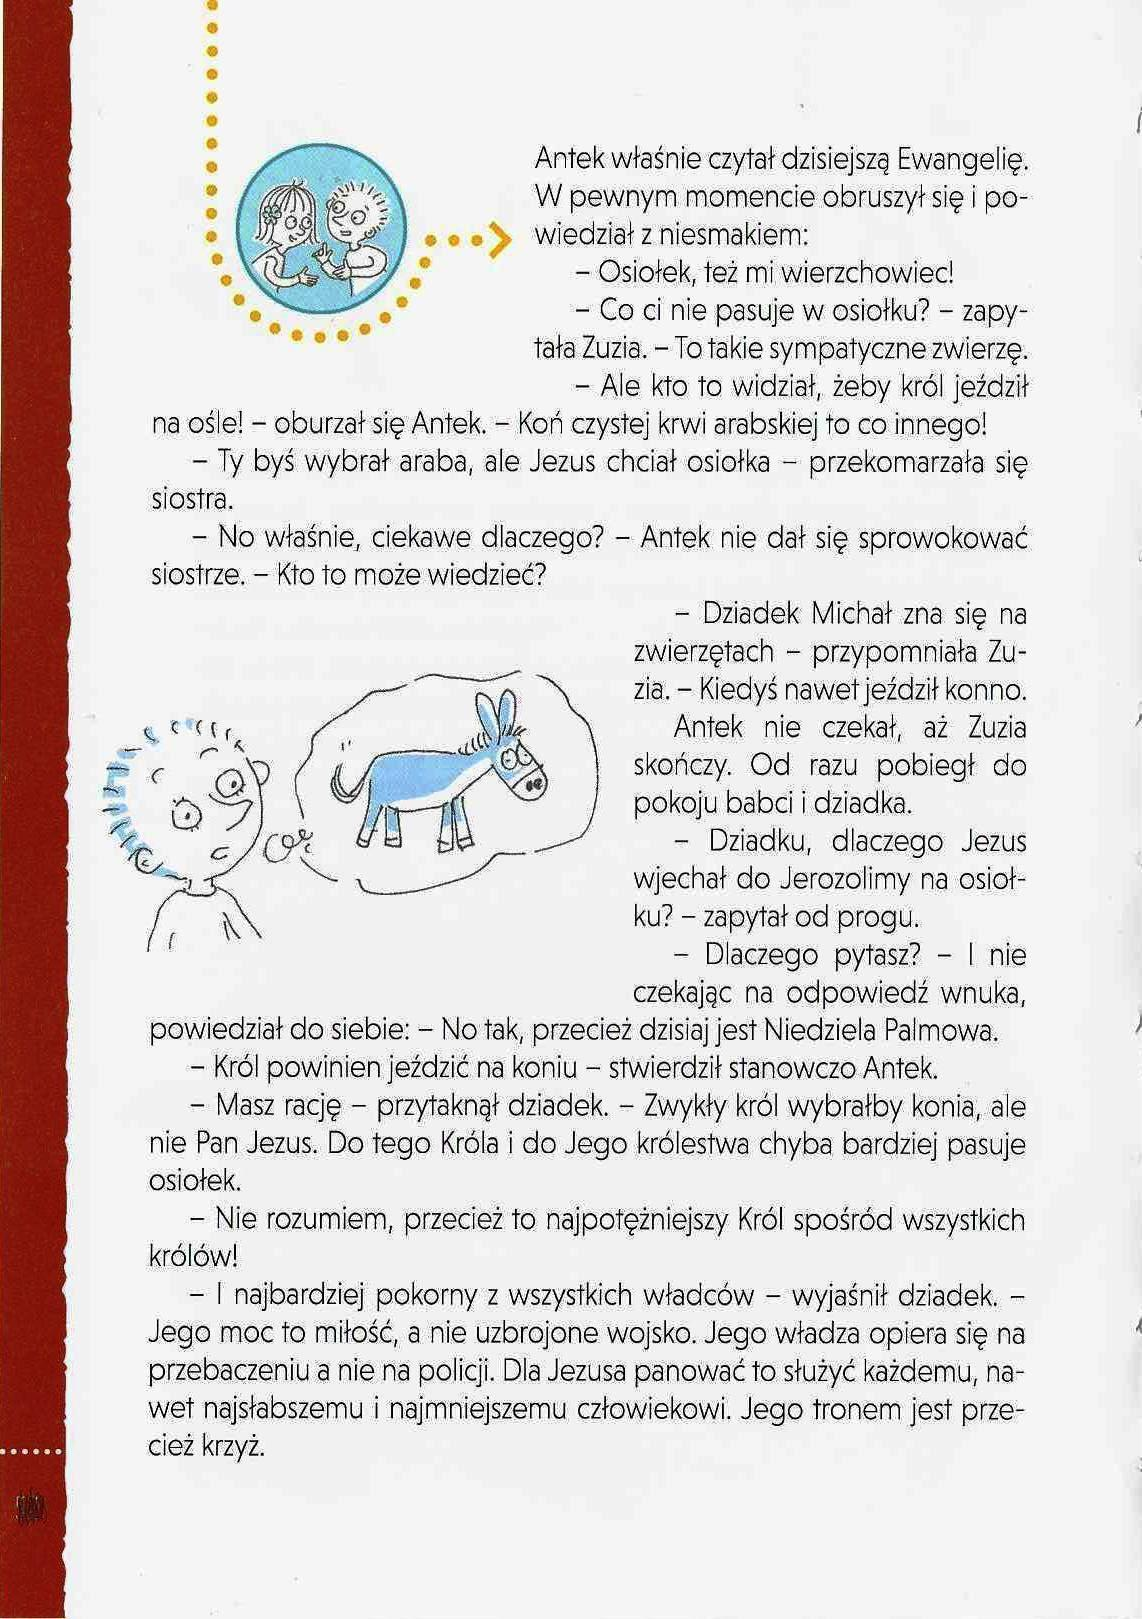 Antek właśnie czytał dzisiejszą Ewangelię.
W pewnym momencie obruszył się i po-
wiedział z niesmakiem:
– Osiołek, też mi wierzchowiec!
– Co ci nie pasuje w osiołku? – zapy-
tała Zuzia. – To takie sympatyczne zwierzę.
– Ale kto to widział, żeby król jeździł
na ośle! – oburzał się Antek. – Koń czystej krwi arabskiej to co innego!
– Ty byś wybrał araba, ale Jezus chciał osiołka – przekomarzała się
siostra.
– No właśnie, ciekawe dlaczego? – Antek nie dał się sprowokować
siostrze. – Kto to może wiedzieć?
– Dziadek Michał zna się na
zwierzętach – przypomniała Zu-
zia. – Kiedyś nawet jeździł konno.
Antek nie czekał, aż Zuzia
skończy. Od razu pobiegł do
pokoju babci i dziadka.
– Dziadku, dlaczego Jezus
wjechał do Jerozolimy na osioł-
ku? – zapytał od progu.
– Dlaczego pytasz? – I nie
czekając na odpowiedź wnuka,
powiedział do siebie: – No tak, przecież dzisiaj jest Niedziela Palmowa.
– Król powinien jeździć na koniu – stwierdził stanowczo Antek.
– Masz rację – przytaknął dziadek. – Zwykły król wybrałby konia, ale
nie Pan Jezus. Do tego Króla i do Jego królestwa chyba bardziej pasuje
osiołek.
– Nie rozumiem, przecież to najpotężniejszy Król spośród wszystkich
królów!
– I najbardziej pokorny z wszystkich władców – wyjaśnił dziadek. –
Jego moc to miłość, a nie uzbrojone wojsko. Jego władza opiera się na
przebaczeniu a nie na policji. Dla Jezusa panować to służyć każdemu, na-
wet najsłabszemu i najmniejszemu człowiekowi. Jego tronem jest prze-
cież krzyż.